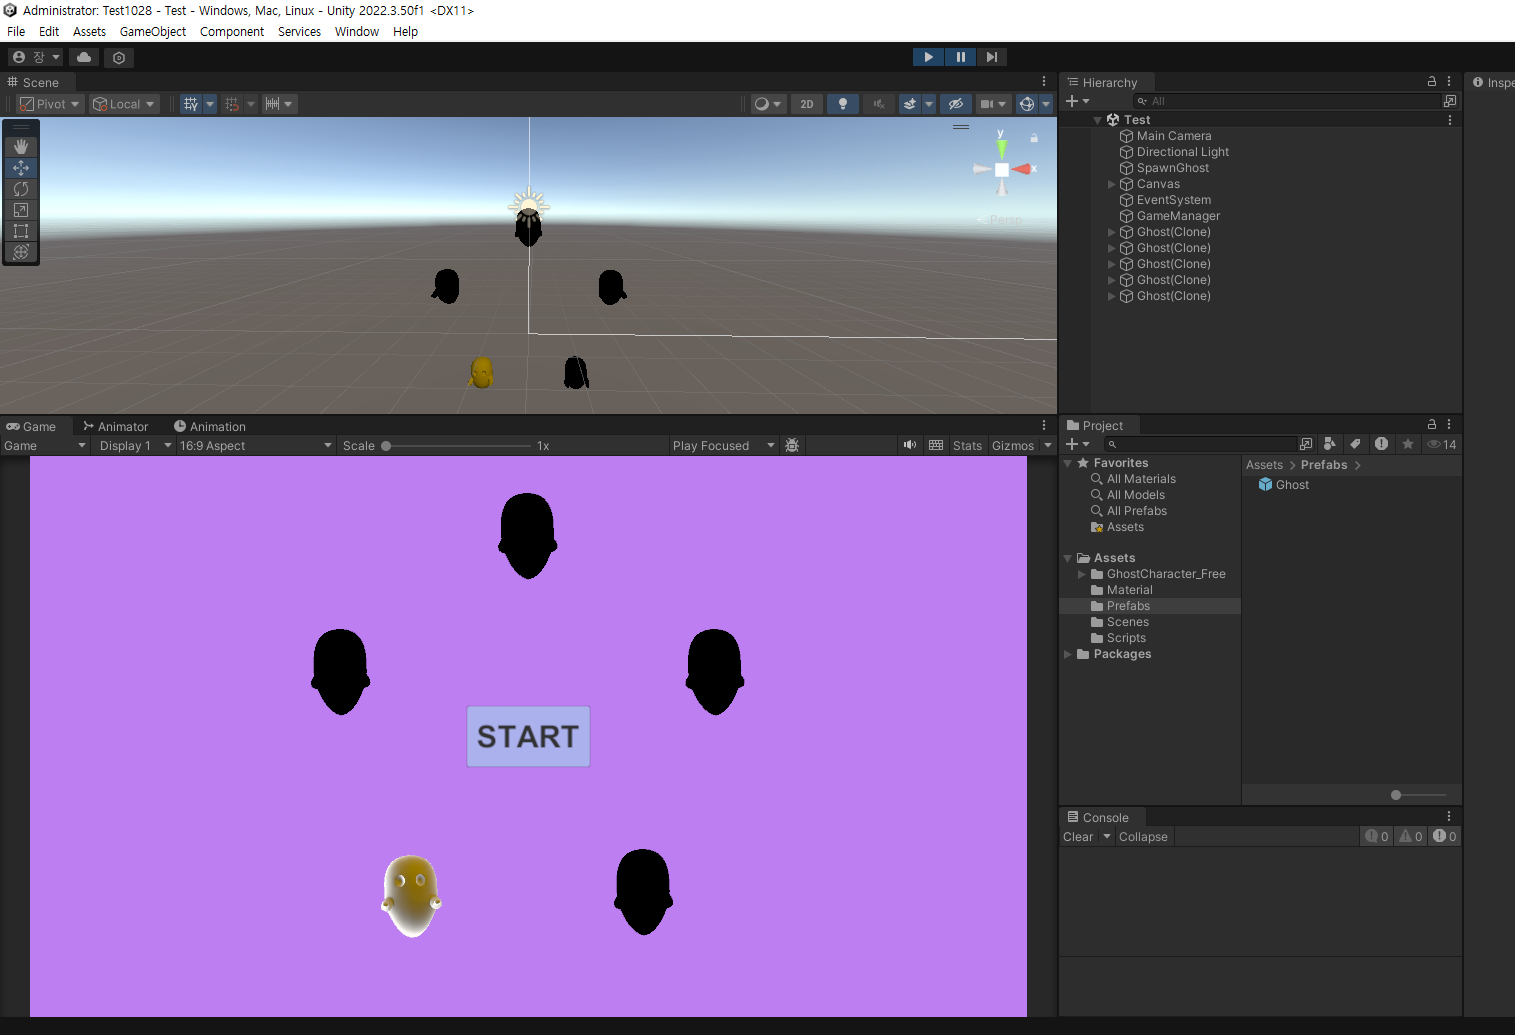 Administrator: Test1028 - Test - Windows, Mac, Linux - Unity 2022.3.50f1 <DX11>
File Edit Assets GameObject Component Services Window Help
장
Scene
Pivot Local 2D
y
x
Persp
Game Animator Animation
Game Display 1 16:9 Aspect Scale 1x Play Focused Stats Gizmos
START
Hierarchy
All
Test
Main Camera
Directional Light
SpawnGhost
Canvas
EventSystem
GameManager
Ghost(Clone)
Ghost(Clone)
Ghost(Clone)
Ghost(Clone)
Ghost(Clone)
Inspe
Project
14
Favorites
All Materials
All Models
All Prefabs
Assets
Assets
GhostCharacter_Free
Material
Prefabs
Scenes
Scripts
Packages
Assets > Prefabs >
Ghost
Console
Clear Collapse 0 0 0